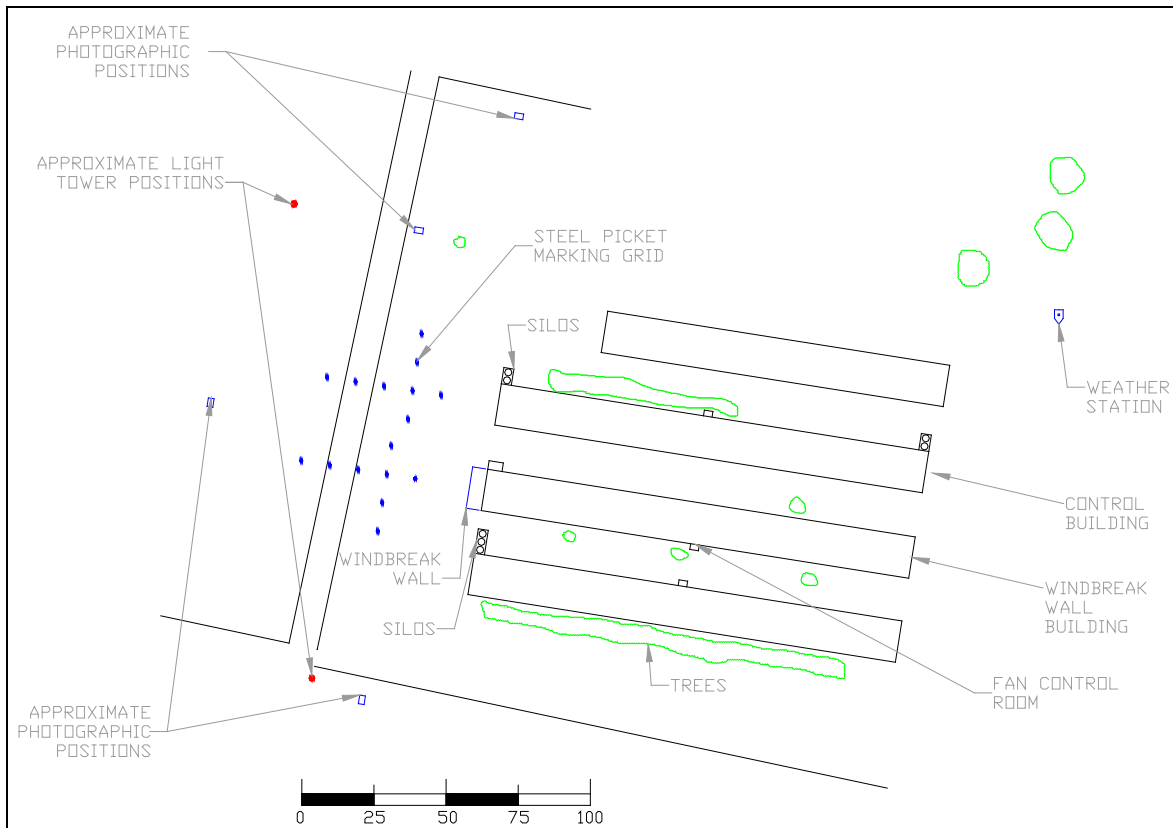 APPROXIMATE
PHOTOGRAPHIC
POSITIONS
APPROXIMATE LIGHT
TOWER POSITIONS
STEEL PICKET
MARKING GRID
SILOS
WEATHER
STATION
CONTROL
BUILDING
WINDBREAK
WALL
WINDBREAK
WALL
BUILDING
SILOS
TREES
FAN CONTROL
ROOM
APPROXIMATE
PHOTOGRAPHIC
POSITIONS
0 25 50 75 100